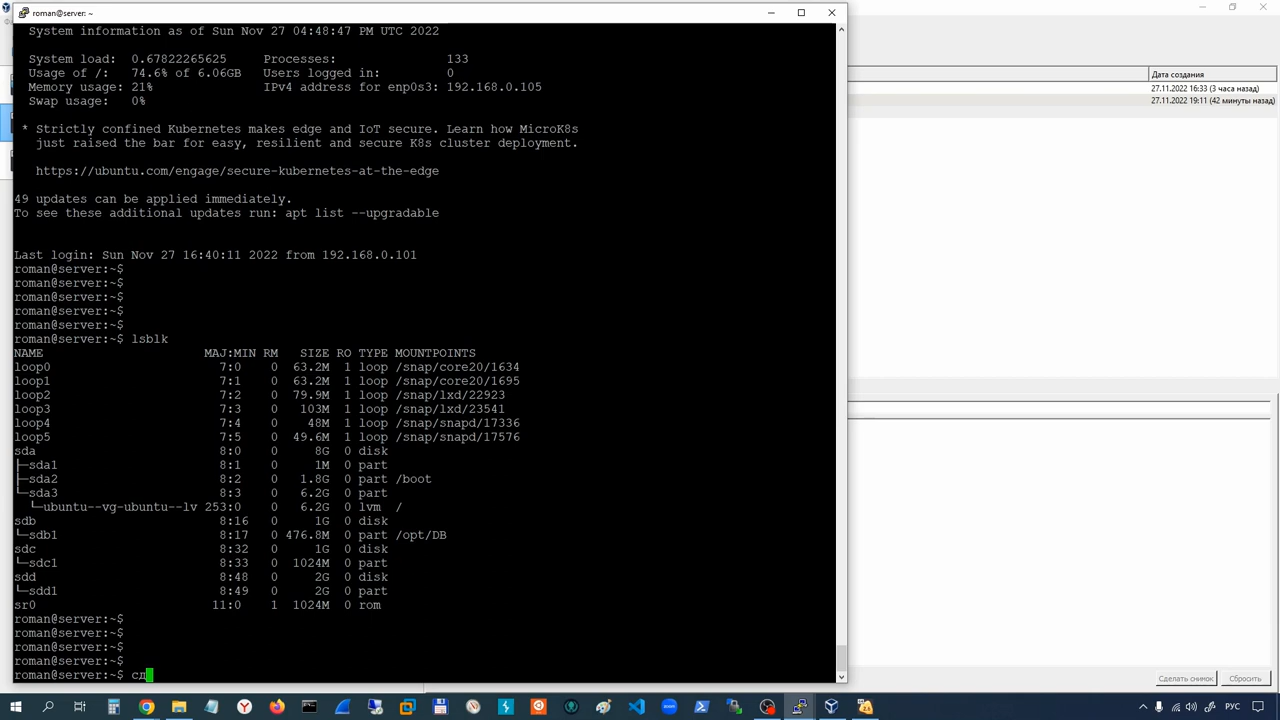 roman@server: ~
System information as of Sun Nov 27 04:48:47 PM UTC 2022
System load: 0.67822265625 Processes: 133
Usage of /: 74.6% of 6.06GB Users logged in: 0
Memory usage: 21% IPv4 address for enp0s3: 192.168.0.105
Swap usage: 0%
* Strictly confined Kubernetes makes edge and IoT secure. Learn how MicroK8s
just raised the bar for easy, resilient and secure K8s cluster deployment.
https://ubuntu.com/engage/secure-kubernetes-at-the-edge
49 updates can be applied immediately.
To see these additional updates run: apt list --upgradable
Last login: Sun Nov 27 16:40:11 2022 from 192.168.0.101
roman@server:~$
roman@server:~$
roman@server:~$
roman@server:~$
roman@server:~$
roman@server:~$ lsblk
NAME MAJ:MIN RM SIZE RO TYPE MOUNTPOINTS
loop0 7:0 0 63.2M 1 loop /snap/core20/1634
loop1 7:1 0 63.2M 1 loop /snap/core20/1695
loop2 7:2 0 79.9M 1 loop /snap/lxd/22923
loop3 7:3 0 103M 1 loop /snap/lxd/23541
loop4 7:4 0 48M 1 loop /snap/snapd/17336
loop5 7:5 0 49.6M 1 loop /snap/snapd/17576
sda 8:0 0 8G 0 disk
├─sda1 8:1 0 1M 0 part
├─sda2 8:2 0 1.8G 0 part /boot
└─sda3 8:3 0 6.2G 0 part
└─ubuntu--vg-ubuntu--lv 253:0 0 6.2G 0 lvm /
sdb 8:16 0 1G 0 disk
└─sdb1 8:17 0 476.8M 0 part /opt/DB
sdc 8:32 0 1G 0 disk
└─sdc1 8:33 0 1024M 0 part
sdd 8:48 0 2G 0 disk
└─sdd1 8:49 0 2G 0 part
sr0 11:0 1 1024M 0 rom
roman@server:~$
roman@server:~$
roman@server:~$
roman@server:~$
roman@server:~$ сд
Дата создания
27.11.2022 16:33 (3 часа назад)
27.11.2022 19:11 (42 минуты назад)
Сделать снимок
Сбросить
РУС